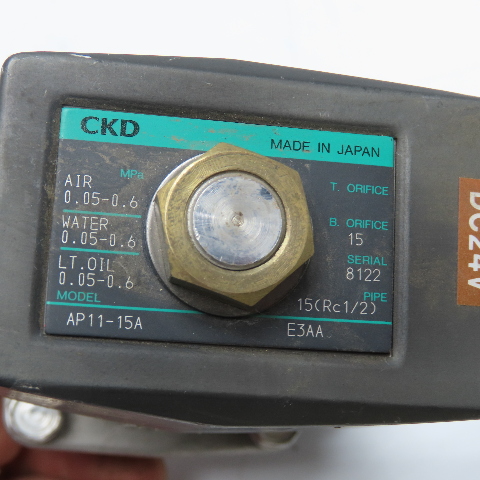 CKD
MADE IN JAPAN
MPa
AIR
0.05-0.6
WATER
0.05-0.6
LT.OIL
0.05-0.6
T. ORIFICE
B. ORIFICE
15
SERIAL
8122
PIPE
15(Rc1/2)
MODEL
AP11-15A
E3AA
DC24V